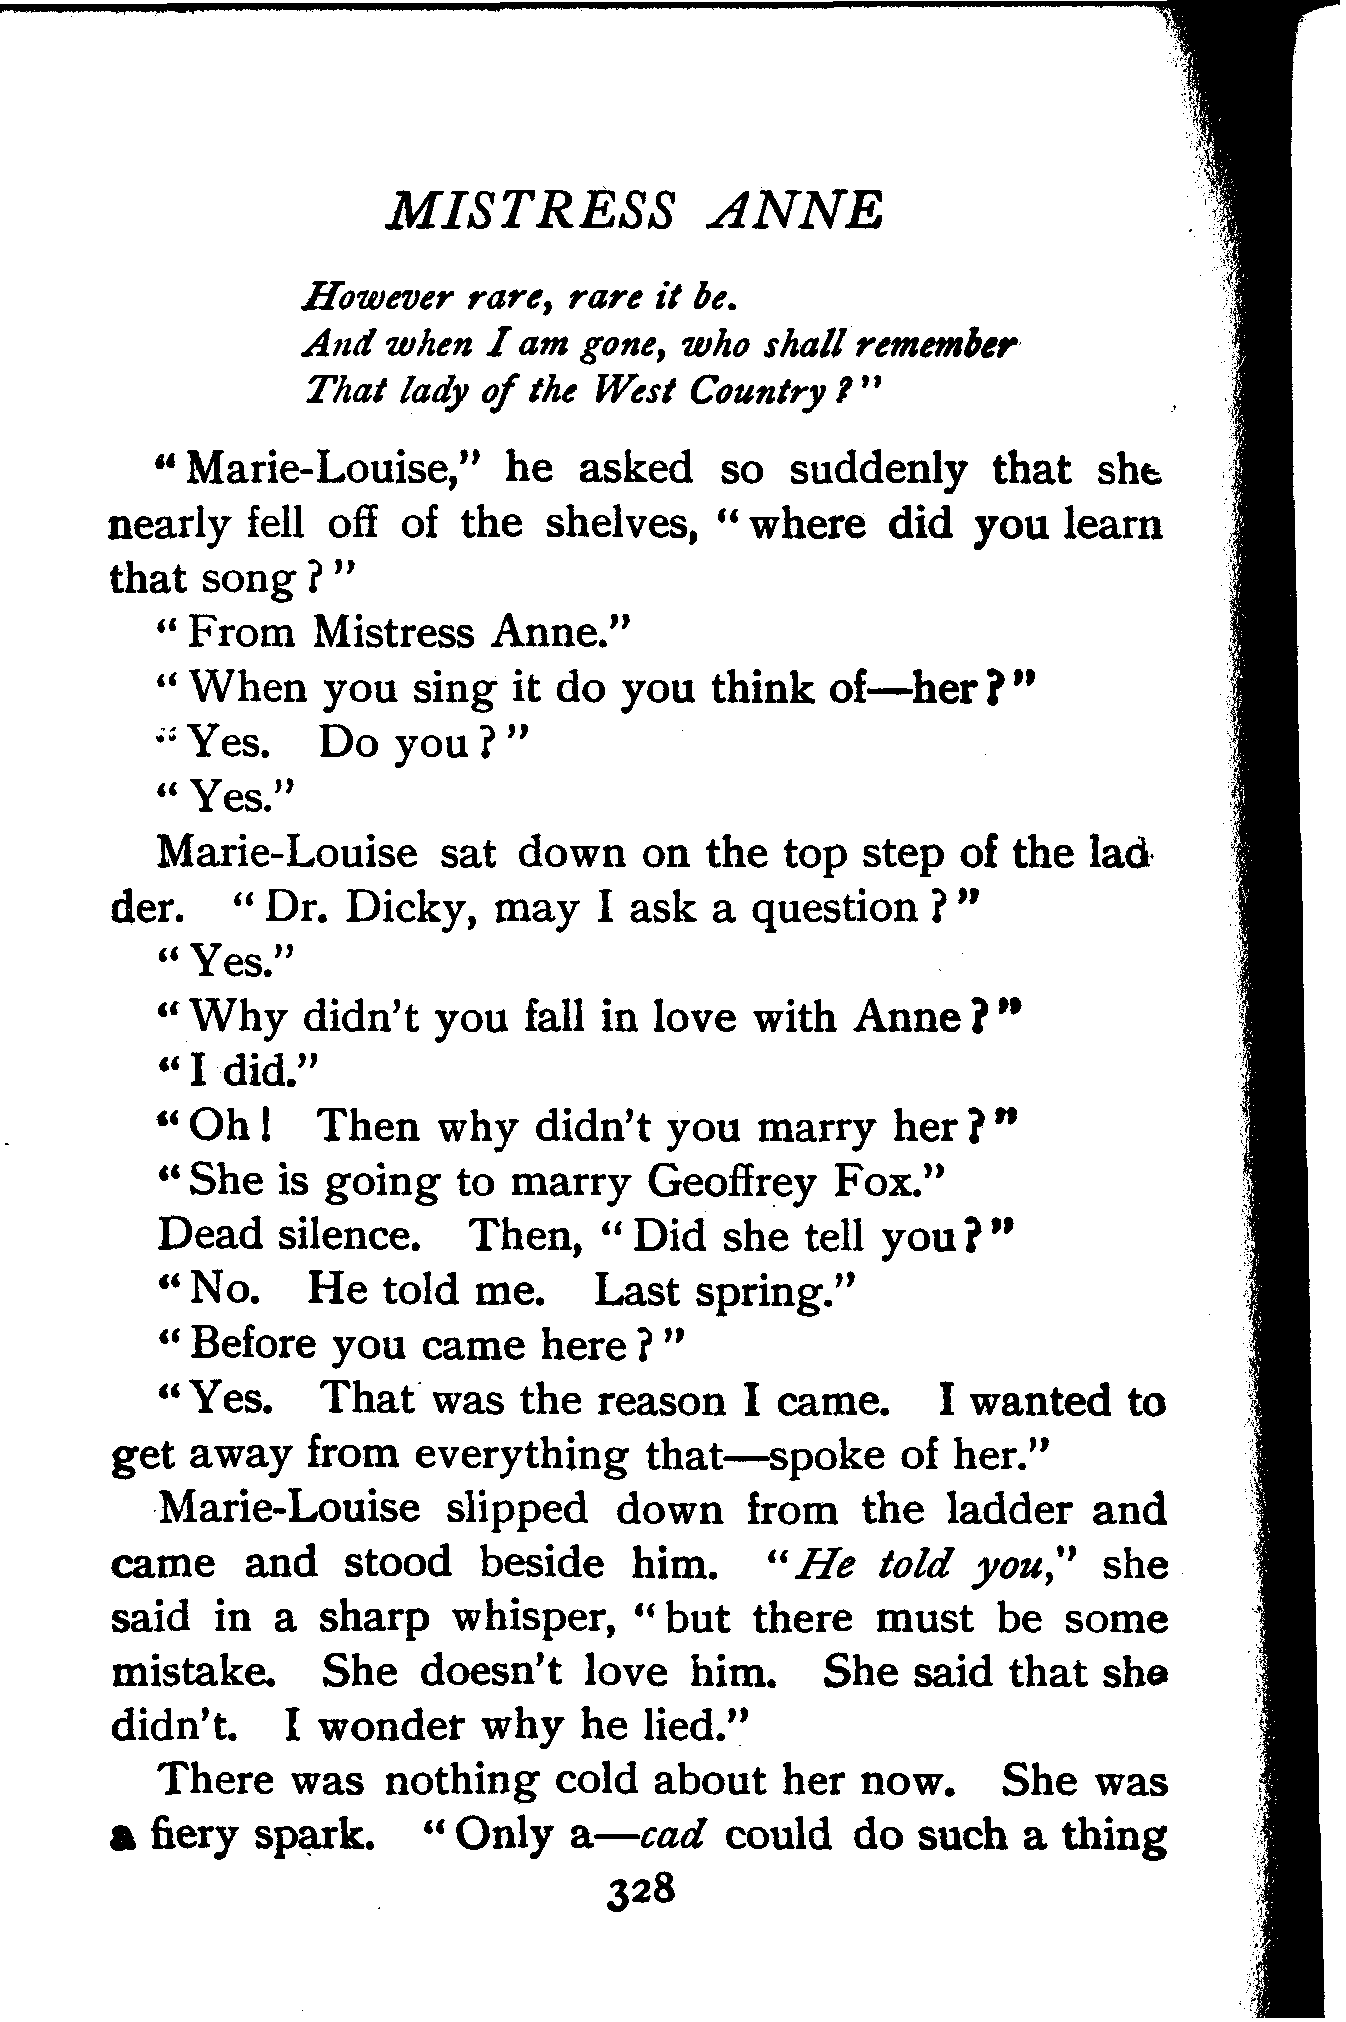 MISTRESS ANNE
However rare, rare it be.
And when I am gone, who shall remember
That lady of the West Country?"
"Marie-Louise," he asked so suddenly that she
nearly fell off of the shelves, "where did you learn
that song?"
"From Mistress Anne."
"When you sing it do you think of—her?"
"Yes. Do you?"
"Yes."
Marie-Louise sat down on the top step of the lad-
der. "Dr. Dicky, may I ask a question?"
"Yes."
"Why didn't you fall in love with Anne?"
"I did."
"Oh! Then why didn't you marry her?"
"She is going to marry Geoffrey Fox."
Dead silence. Then, "Did she tell you?"
"No. He told me. Last spring."
"Before you came here?"
"Yes. That was the reason I came. I wanted to
get away from everything that—spoke of her."
Marie-Louise slipped down from the ladder and
came and stood beside him. "He told you," she
said in a sharp whisper, "but there must be some
mistake. She doesn't love him. She said that she
didn't. I wonder why he lied."
There was nothing cold about her now. She was
a fiery spark. "Only a—cad could do such a thing
328